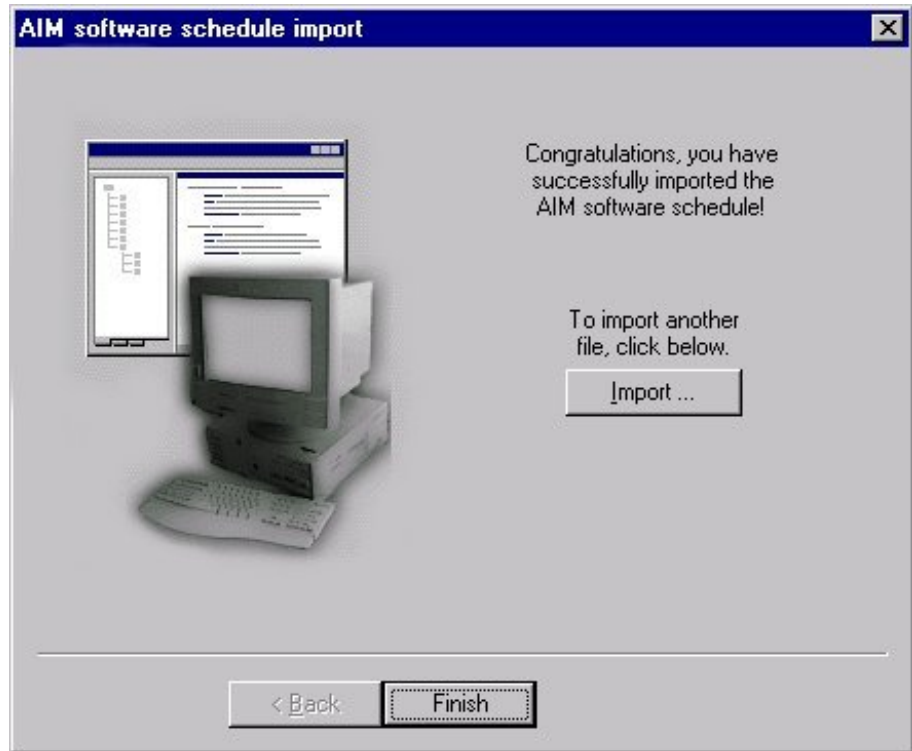 AIM software schedule import
Congratulations, you have
successfully imported the
AIM software schedule!
To import another
file, click below.
Import ...
< Back
Finish